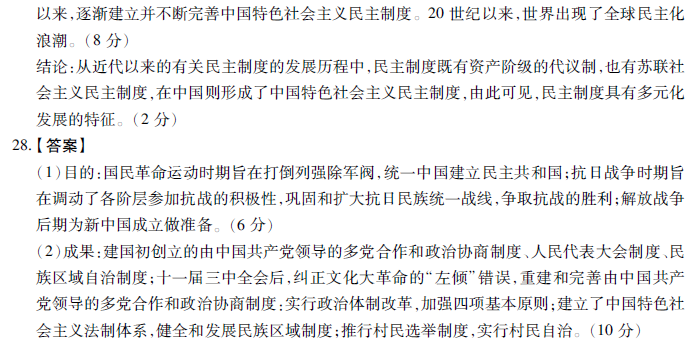 以来,逐渐建立并不断完善中国特色社会主义民主制度。20 世纪以来,世界出现了全球民主化
浪潮。(8 分)
结论:从近代以来的有关民主制度的发展历程中,民主制度既有资产阶级的代议制,也有苏联社
会主义民主制度,在中国则形成了中国特色社会主义民主制度,由此可见,民主制度具有多元化
发展的特征。(2 分)
28.【答案】
(1)目的:国民革命运动时期旨在打倒列强除军阀,统一中国建立民主共和国;抗日战争时期旨
在调动了各阶层参加抗战的积极性,巩固和扩大抗日民族统一战线,争取抗战的胜利;解放战争
后期为新中国成立做准备。(6 分)
(2)成果:建国初创立的由中国共产党领导的多党合作和政治协商制度、人民代表大会制度、民
族区域自治制度;十一届三中全会后,纠正文化大革命的“左倾”错误,重建和完善由中国共产
党领导的多党合作和政治协商制度;实行政治体制改革,加强四项基本原则;建立了中国特色社
会主义法制体系,健全和发展民族区域制度;推行村民选举制度,实行村民自治。(10 分)